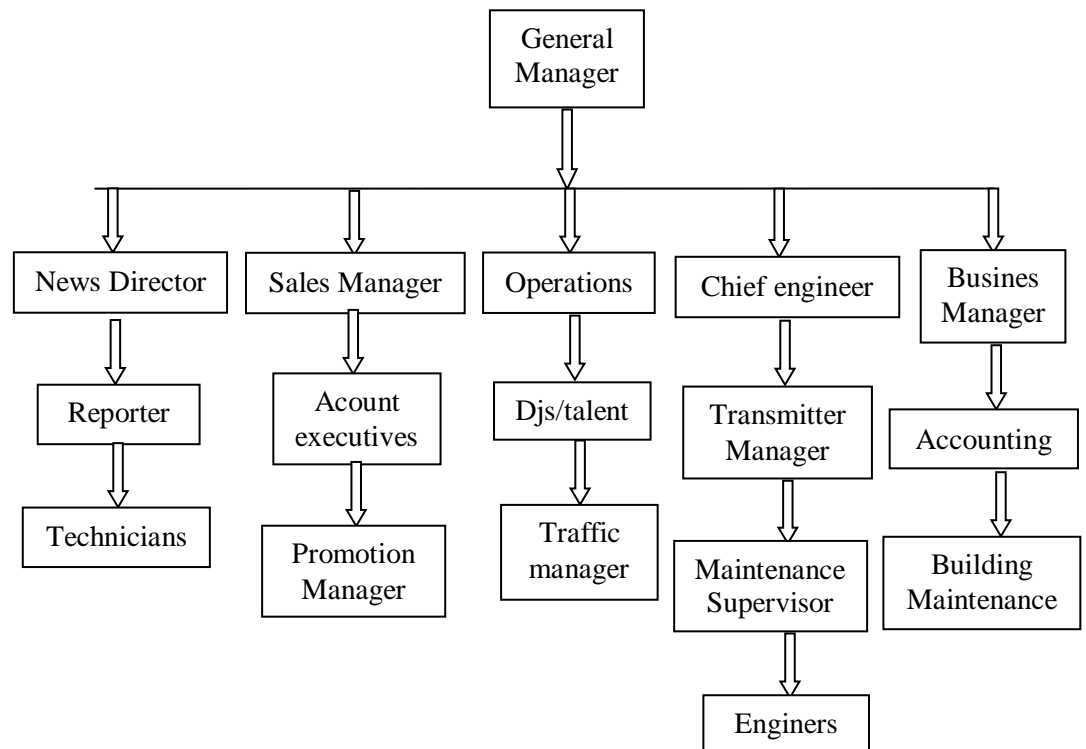 General
Manager
News Director
Sales Manager
Operations
Chief engineer
Busines
Manager
Reporter
Acount
executives
Djs/talent
Transmitter
Manager
Accounting
Technicians
Promotion
Manager
Traffic
manager
Maintenance
Supervisor
Building
Maintenance
Enginers